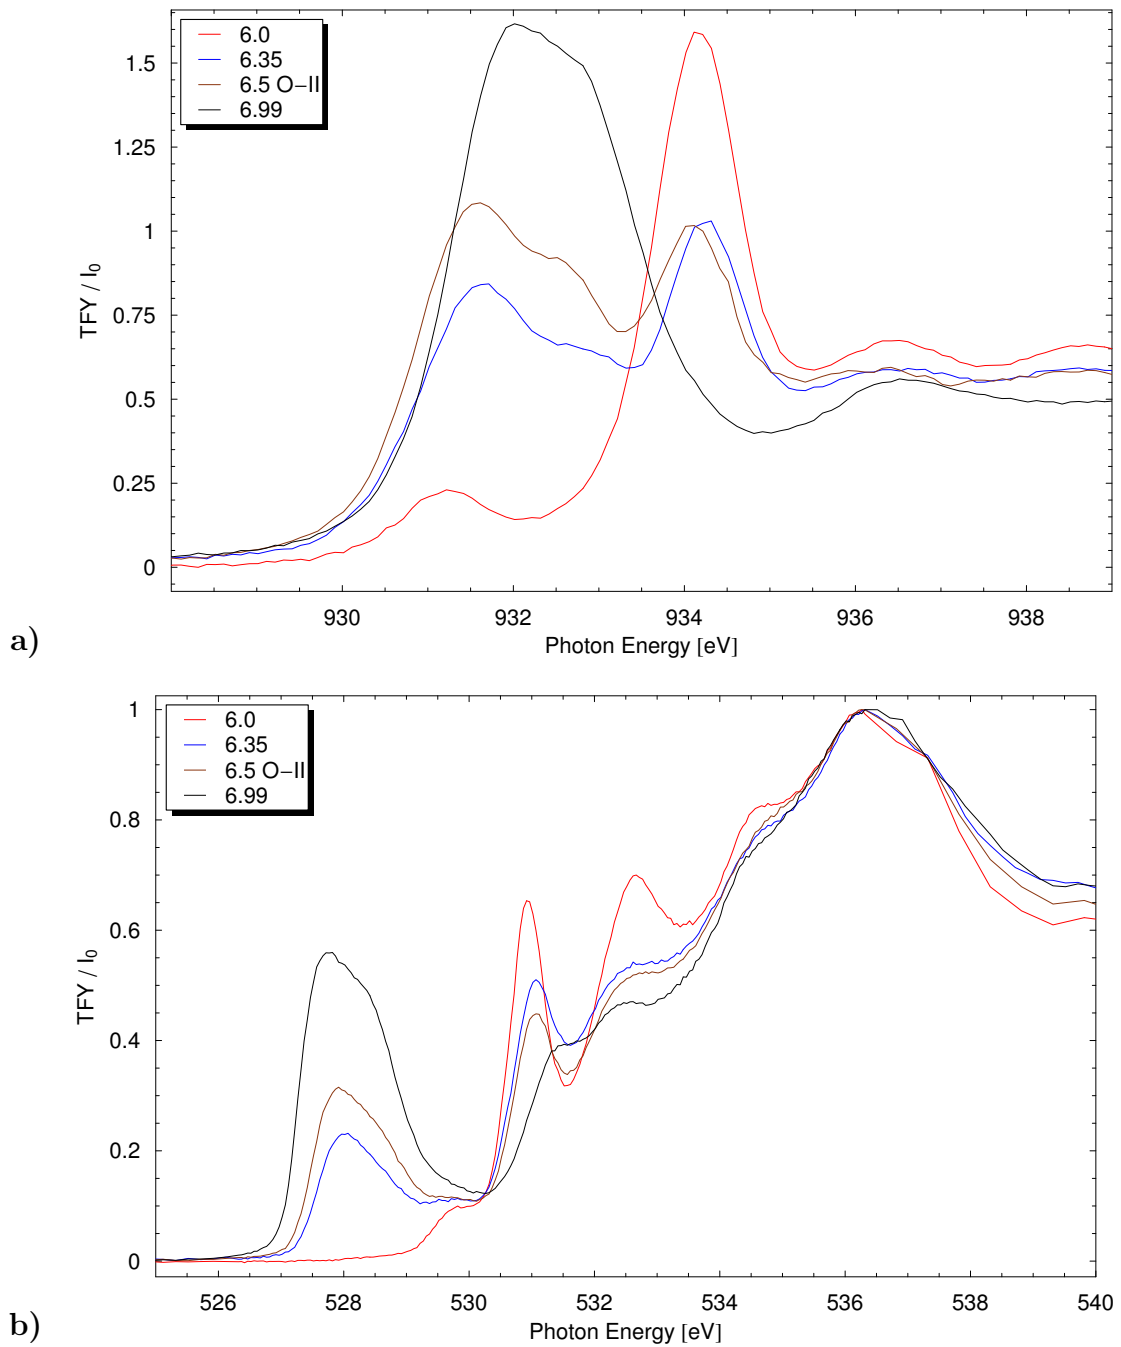 6.0
6.35
6.5 O−II
6.99
1.5
1.25
1
0.75
0.5
0.25
0
TFY / I0
930 932 934 936 938
Photon Energy [eV]
a)
6.0
6.35
6.5 O−II
6.99
1
0.8
0.6
0.4
0.2
0
TFY / I0
526 528 530 532 534 536 538 540
Photon Energy [eV]
b)